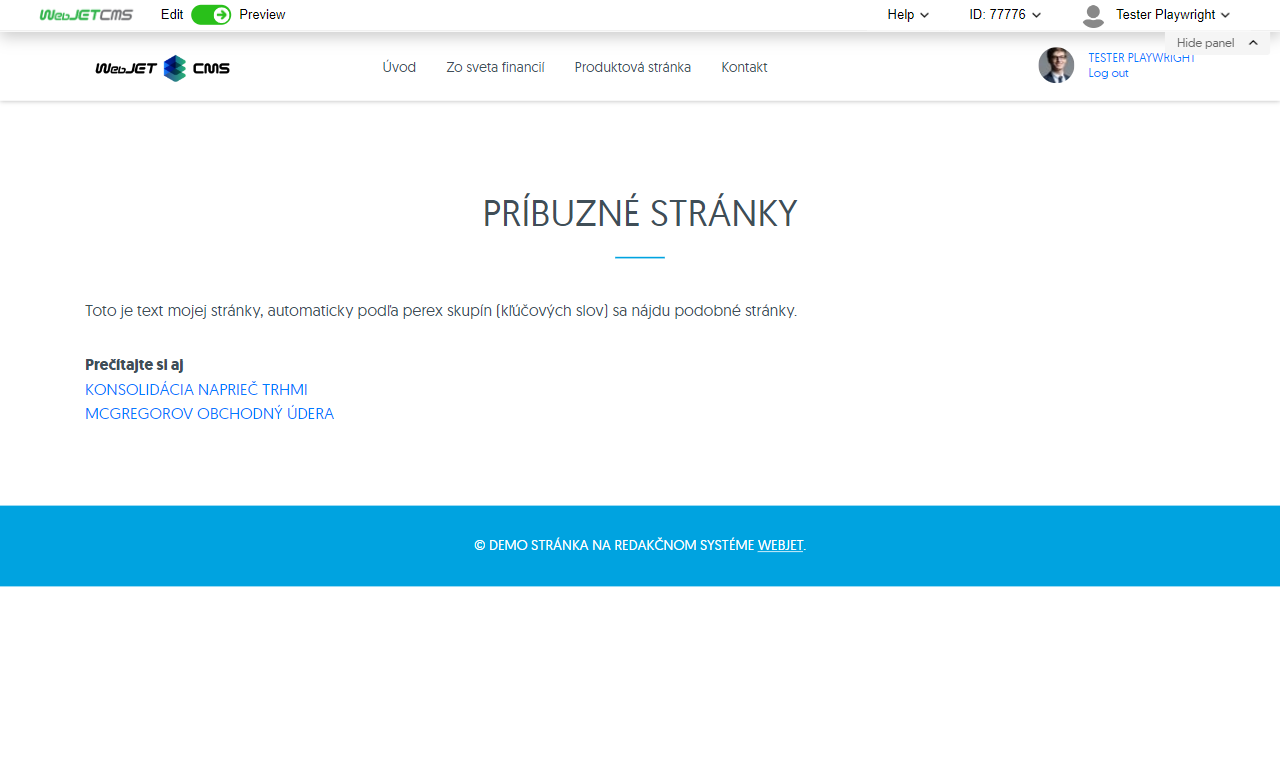 WebJETCMS Edit Preview Help ID: 77776 Tester Playwright
Hide panel
WebJET CMS Úvod Zo sveta financií Produktová stránka Kontakt
TESTER PLAYWRIGHT
Log out
PRÍBUZNÉ STRÁNKY
Toto je text mojej stránky, automaticky podľa perex skupín (kľúčových slov) sa nájdu podobné stránky.
Prečítajte si aj
KONSOLIDÁCIA NAPRIEČ TRHMI
MCGREGOROV OBCHODNÝ ÚDERA
© DEMO STRÁNKA NA REDAKČNOM SYSTÉME WEBJET.